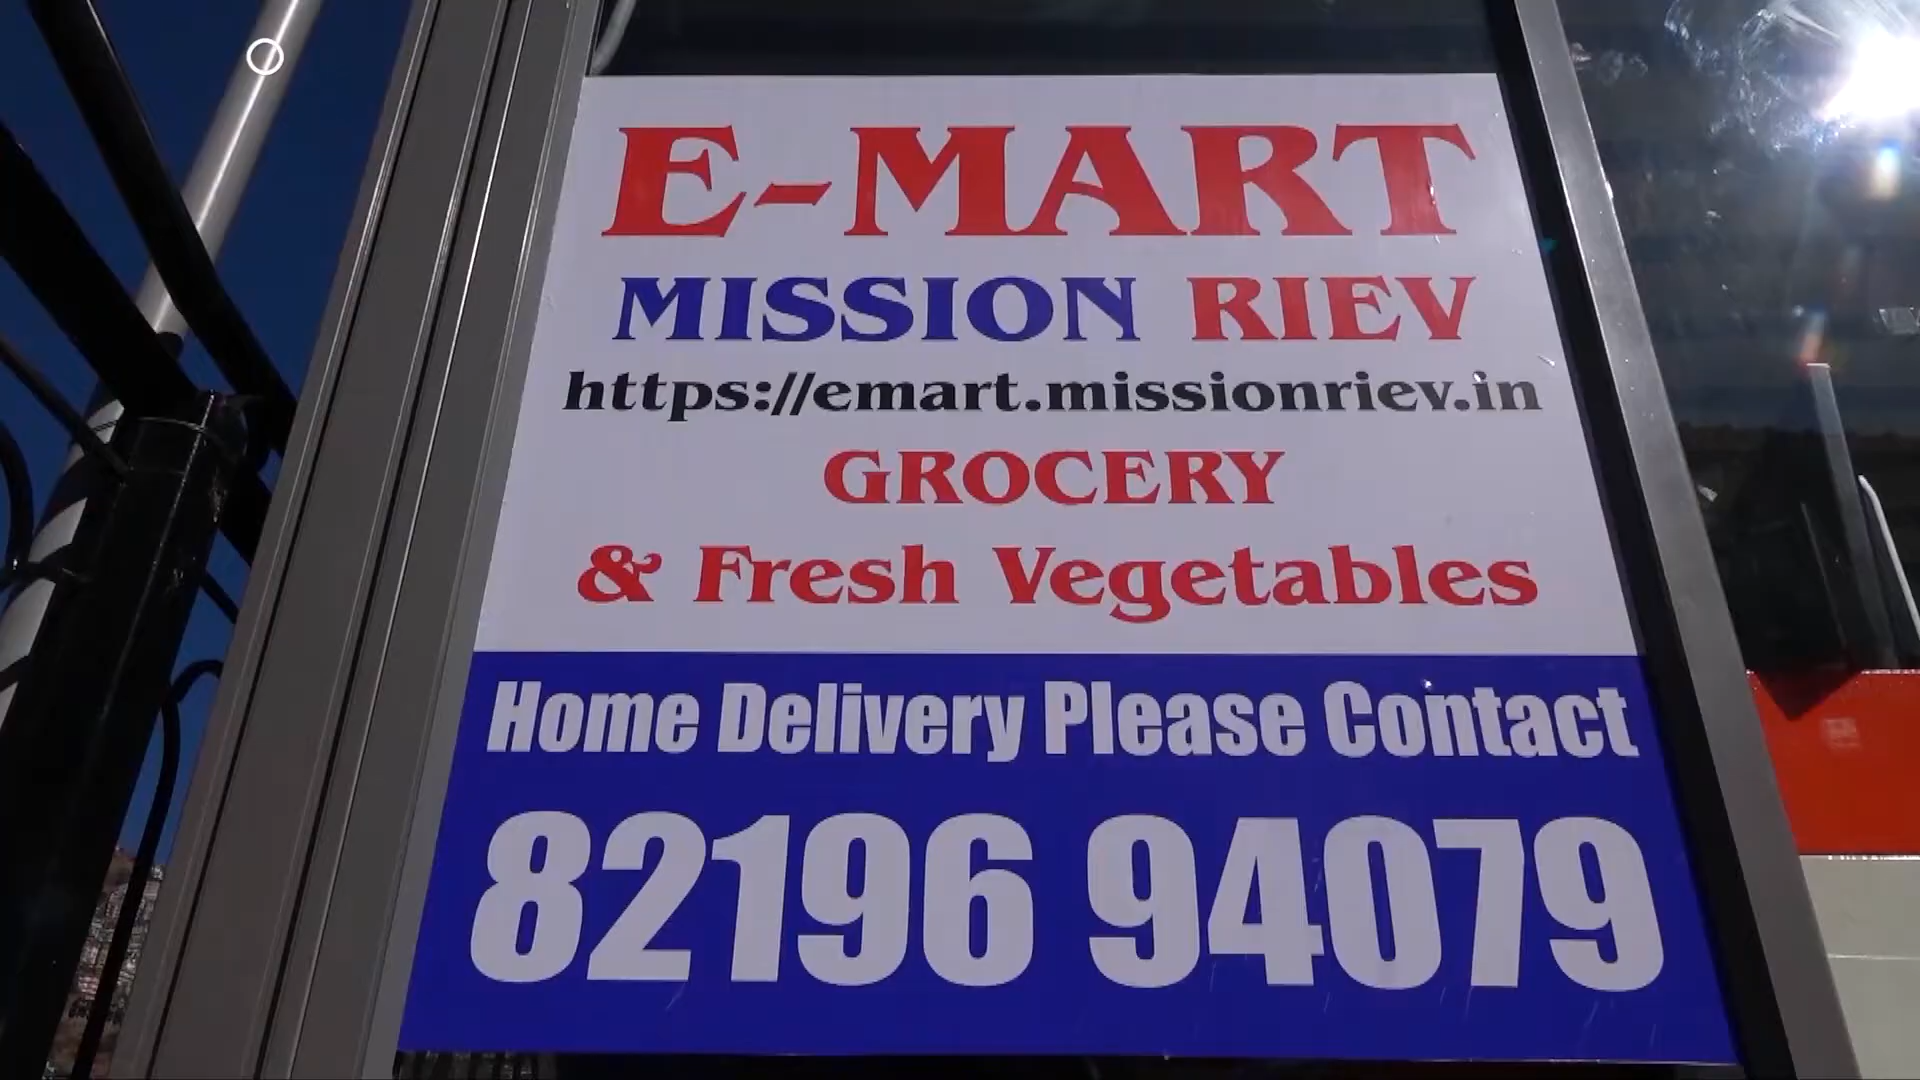 E-MART
MISSION RIEV
https://emart.missionriev.in
GROCERY
& Fresh Vegetables
Home Delivery Please Contact
82196 94079